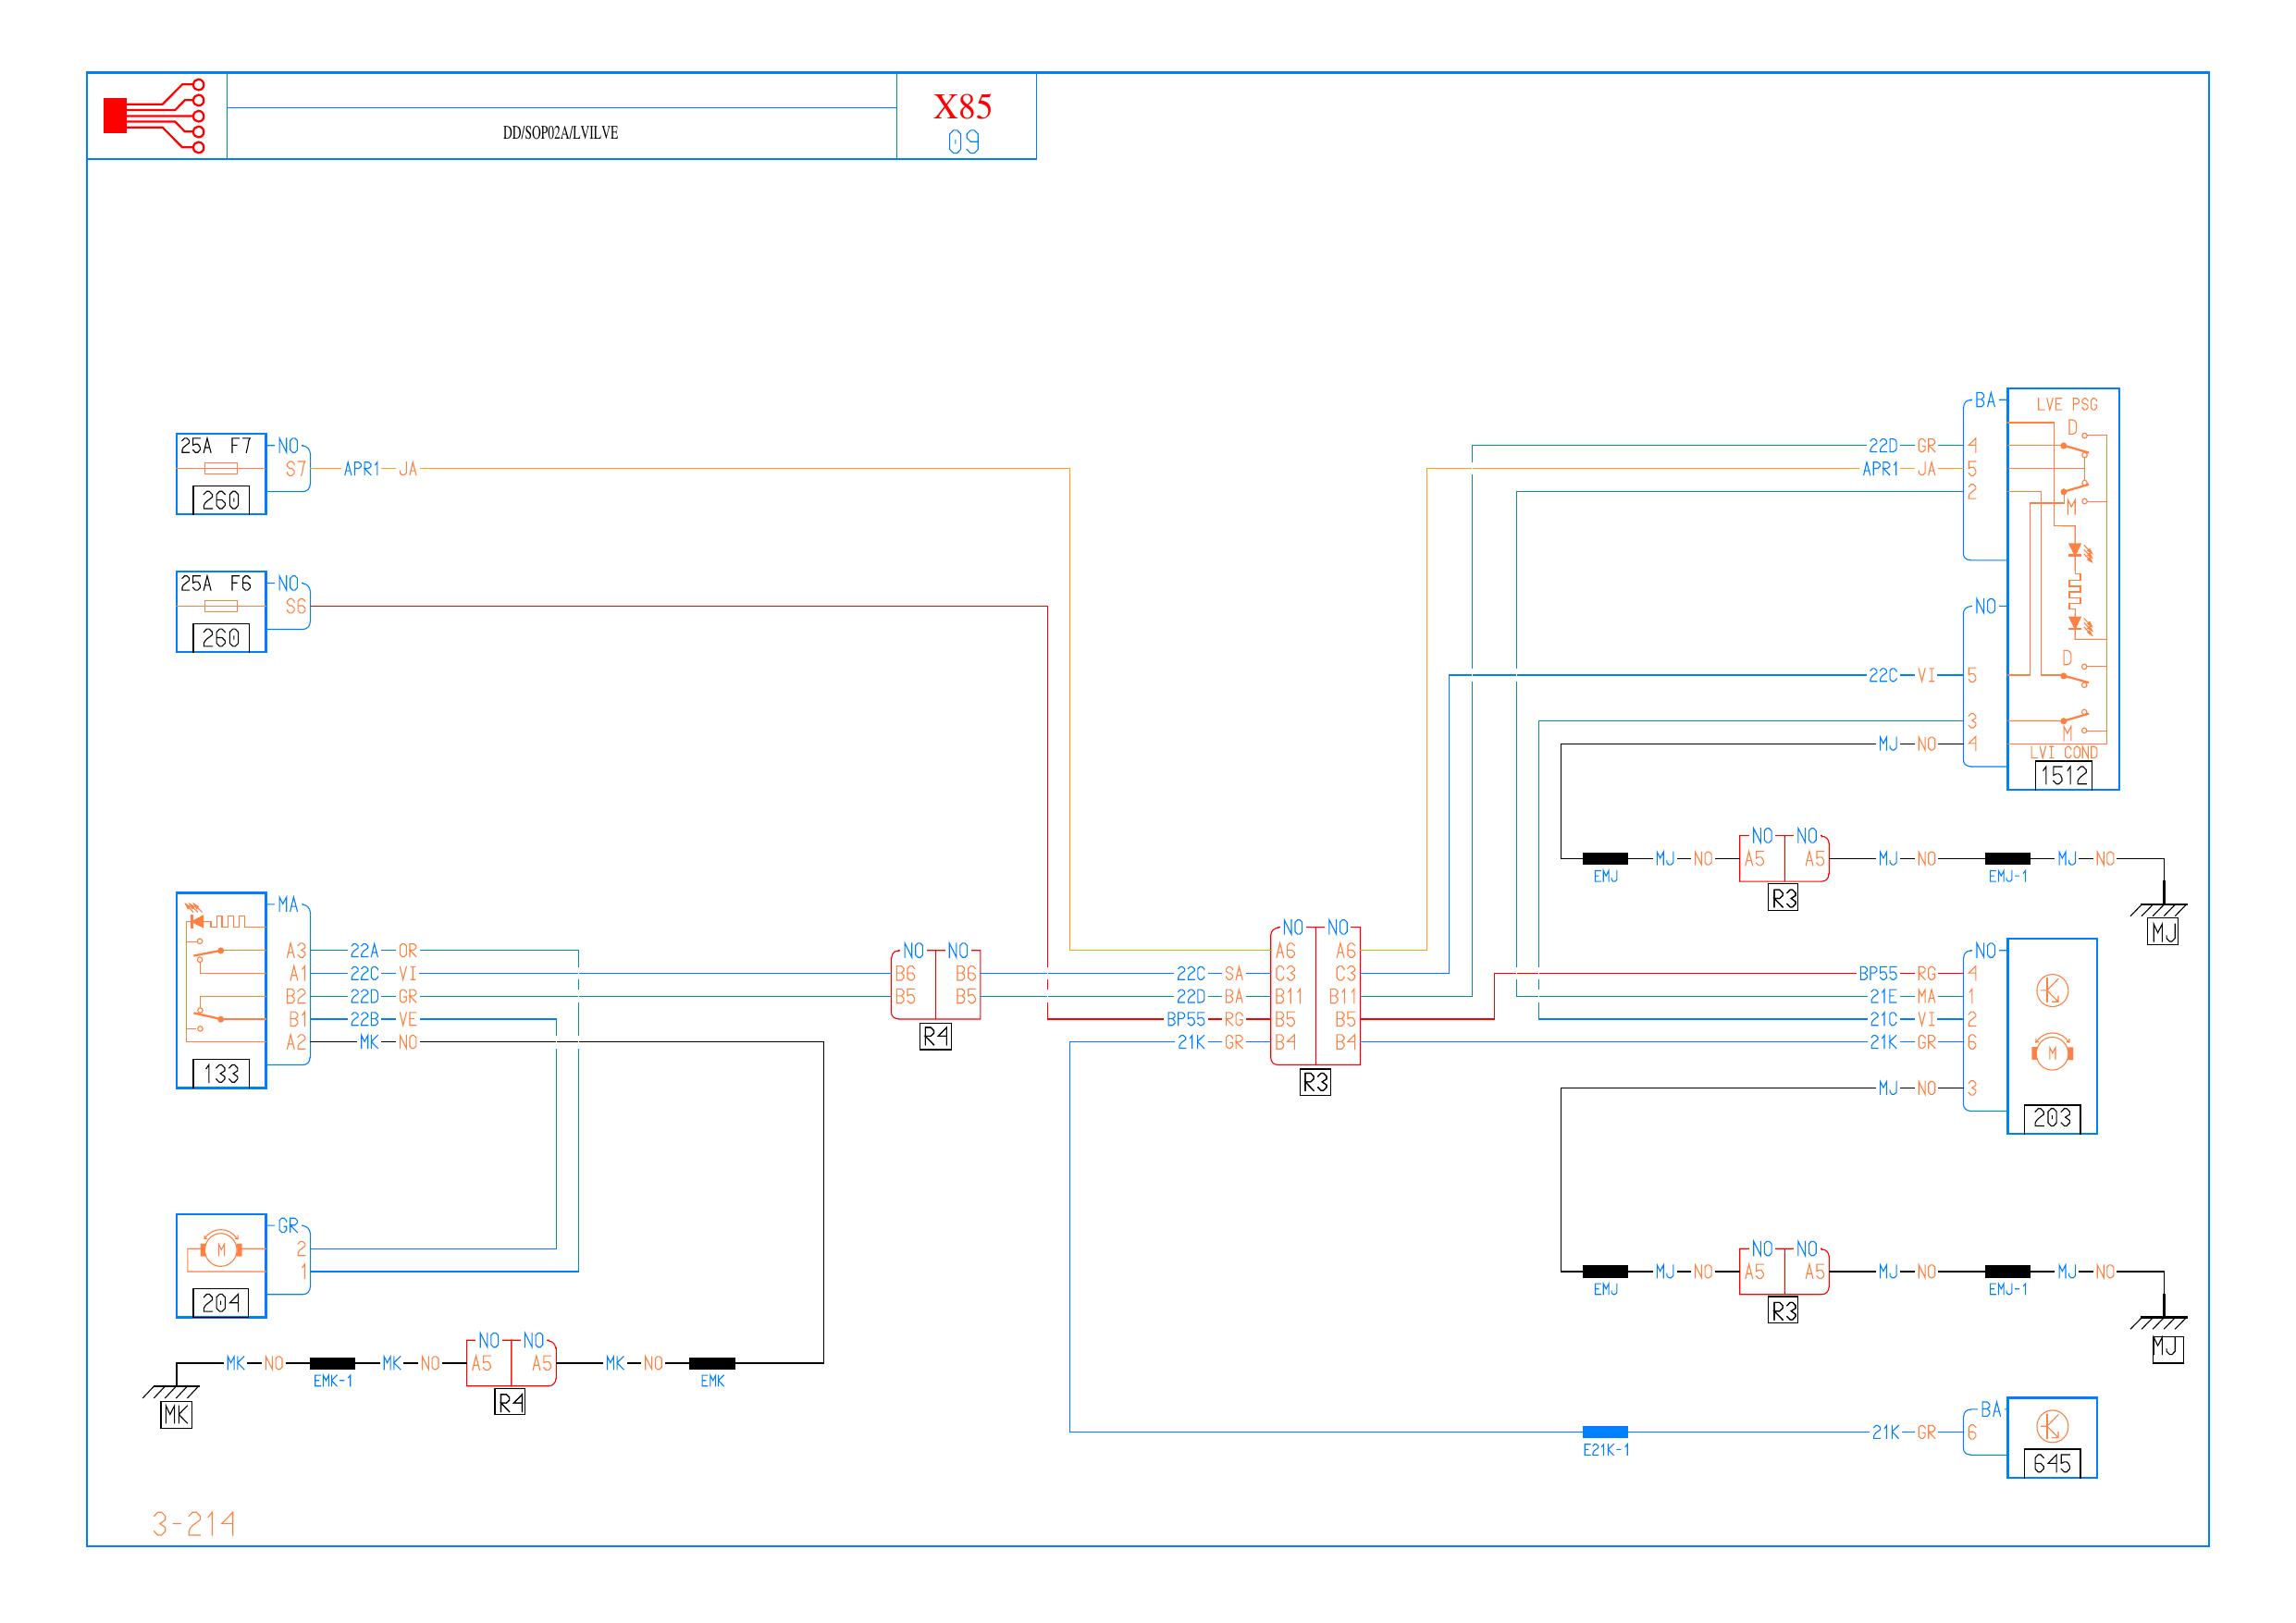 X85
DD/SOP02A/LVILVE
09
BA
LVE PSG
D
25A F7 NO
22D GR 4
S7 APR1 JA
APR1 JA 5
260
2
M
25A F6 NO
S6
NO
260
D
22C VI 5
3
M
MJ NO 4
LVI COND
1512
NO NO
MJ NO A5 A5 MJ NO MJ NO
EMJ
EMJ-1
R3
MJ
MA
NO NO
A3 22A OR
NO NO
A6 A6
NO
A1 22C VI
B6 B6
22C SA C3 C3
BP55 RG 4
B2 22D GR
B5 B5
22D BA B11 B11
21E MA 1
B1 22B VE
BP55 RG B5 B5
21C VI 2
R4
A2 MK NO
21K GR B4 B4
21K GR 6
M
133
R3
MJ NO 3
203
GR
M 2
1
204
NO NO
MJ NO A5 A5 MJ NO MJ NO
EMJ
EMJ-1
R3
MJ
NO NO
MK NO MK NO A5 A5 MK NO
EMK-1
EMK
R4
MK
BA
21K GR 6
E21K-1
645
3-214